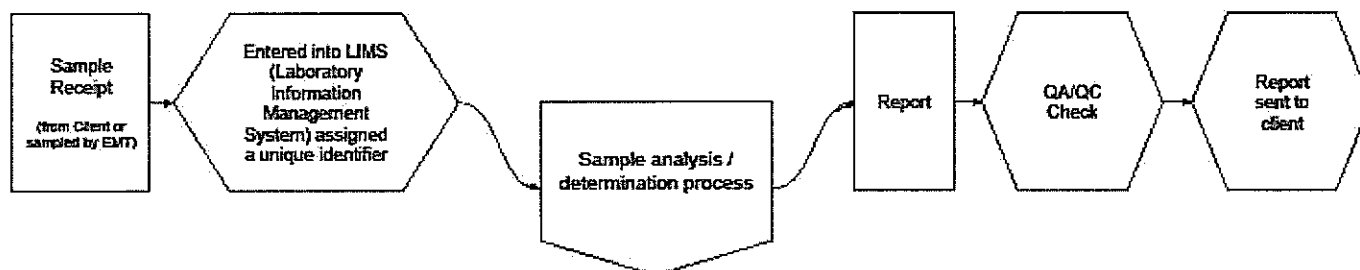 Sample
Receipt
(from Client or
sampled by EMT)
Entered into LIMS
(Laboratory
Information
Management
System) assigned
a unique identifier
Sample analysis /
determination process
Report
QA/QC
Check
Report
sent to
client